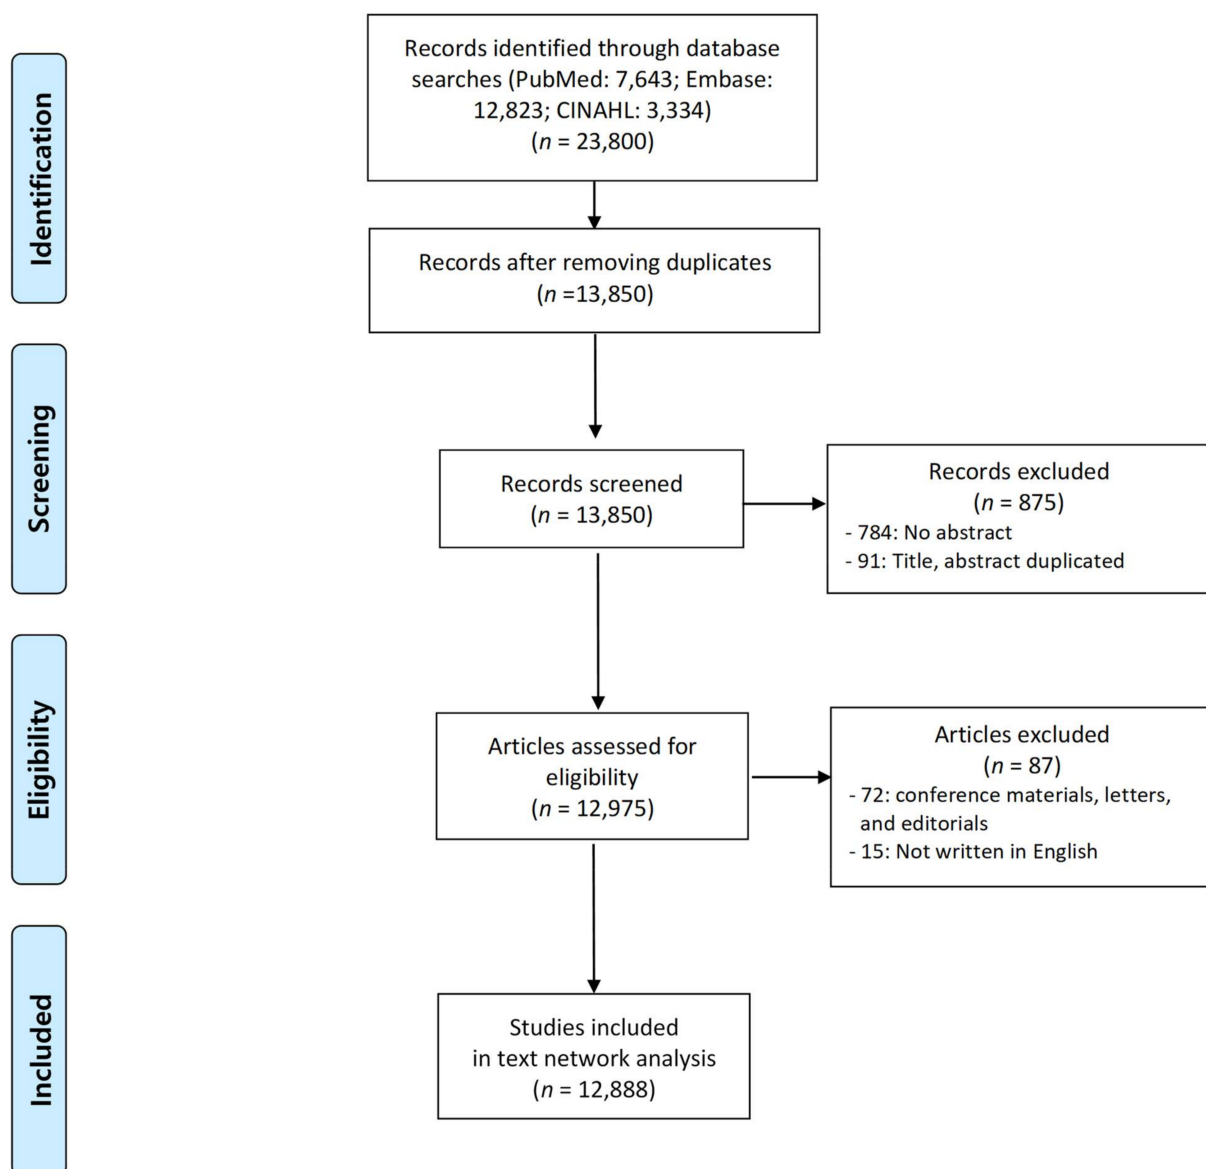 Identification
Records identified through database
searches (PubMed: 7,643; Embase:
12,823; CINAHL: 3,334)
(n = 23,800)
Records after removing duplicates
(n =13,850)
Screening
Records screened
(n = 13,850)
Records excluded
(n = 875)
- 784: No abstract
- 91: Title, abstract duplicated
Eligibility
Articles assessed for
eligibility
(n = 12,975)
Articles excluded
(n = 87)
- 72: conference materials, letters,
and editorials
- 15: Not written in English
Included
Studies included
in text network analysis
(n = 12,888)